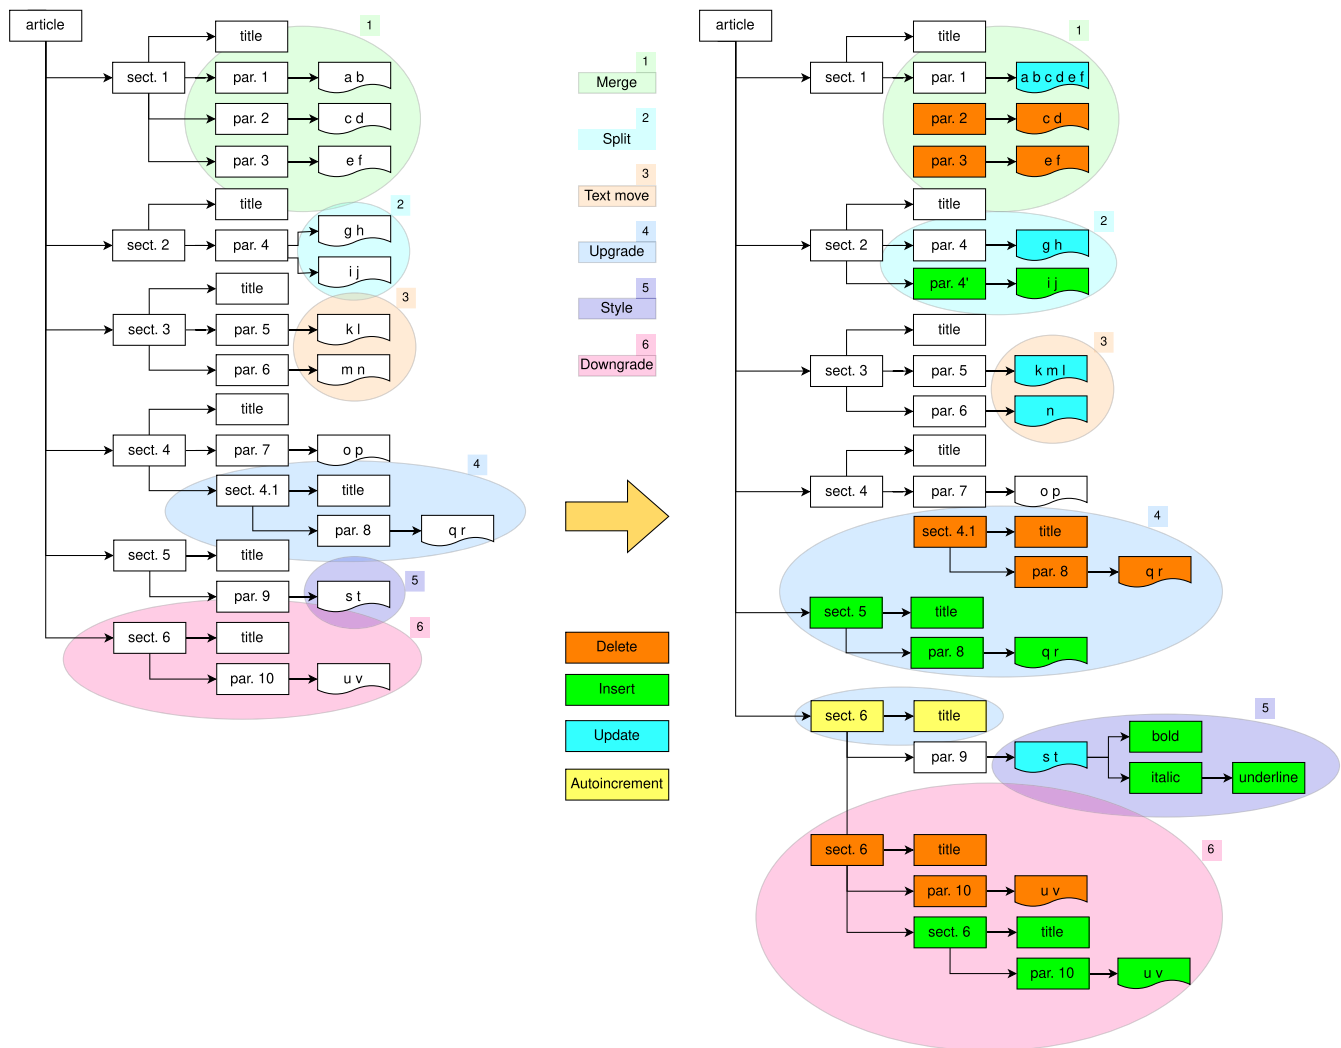 article
title
1
sect. 1
par. 1
a b
par. 2
c d
par. 3
e f
title
2
sect. 2
par. 4
g h
i j
title
3
sect. 3
par. 5
k l
par. 6
m n
title
sect. 4
par. 7
o p
4
sect. 4.1
title
par. 8
q r
sect. 5
title
5
par. 9
s t
6
sect. 6
title
par. 10
u v
1
Merge
2
Split
3
Text move
4
Upgrade
5
Style
6
Downgrade
Delete
Insert
Update
Autoincrement
article
title
1
sect. 1
par. 1
a b c d e f
par. 2
c d
par. 3
e f
title
2
sect. 2
par. 4
g h
par. 4'
i j
title
3
sect. 3
par. 5
k m l
par. 6
n
title
sect. 4
par. 7
o p
4
sect. 4.1
title
par. 8
q r
sect. 5
title
par. 8
q r
sect. 6
title
5
par. 9
s t
bold
italic
underline
6
sect. 6
title
par. 10
u v
sect. 6
title
par. 10
u v